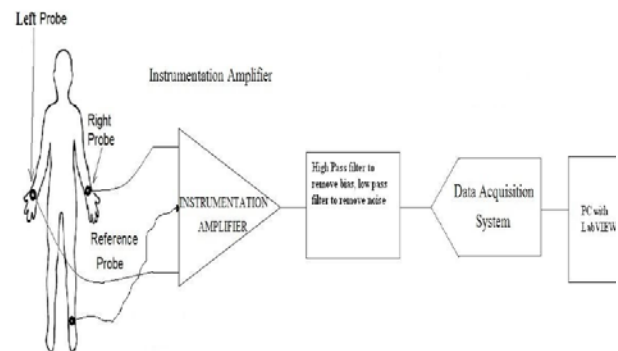 Left Probe
Instrumentation Amplifier
Right
Probe
Reference
Probe
INSTRUMENTATION
AMPLIFIER
High Pass filter to
remove bias, low pass
filter to remove noise
Data Acquisition
System
PC with
LabVIEW